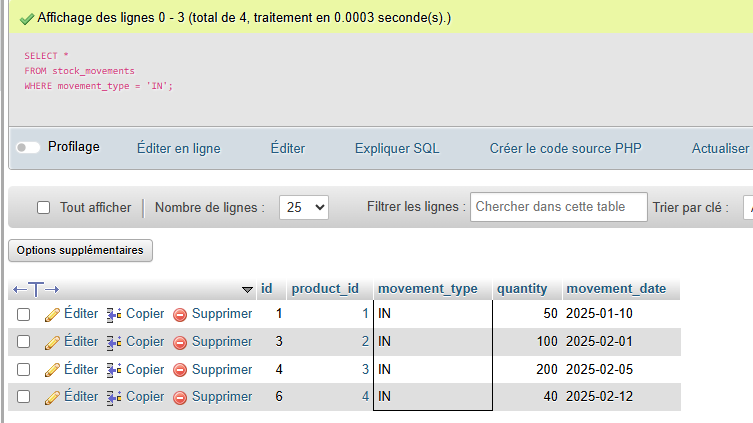 Affichage des lignes 0 - 3 (total de 4, traitement en 0.0003 seconde(s).)
SELECT *
FROM stock_movements
WHERE movement_type = 'IN';
Profilage Éditer en ligne Éditer Expliquer SQL Créer le code source PHP Actualiser
Tout afficher Nombre de lignes : 25 Filtrer les lignes : Chercher dans cette table Trier par clé :
Options supplémentaires
id product_id movement_type quantity movement_date
Éditer Copier Supprimer 1 1 IN 50 2025-01-10
Éditer Copier Supprimer 3 2 IN 100 2025-02-01
Éditer Copier Supprimer 4 3 IN 200 2025-02-05
Éditer Copier Supprimer 6 4 IN 40 2025-02-12